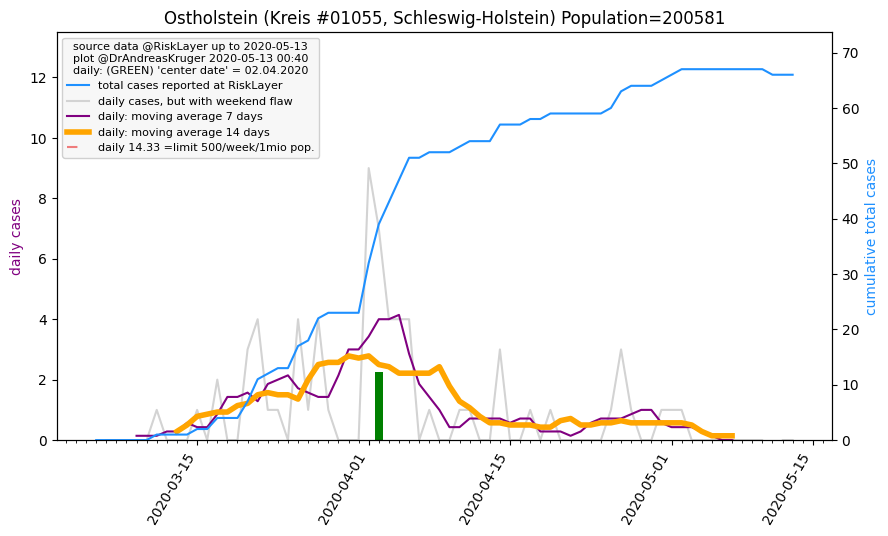 Ostholstein (Kreis #01055, Schleswig-Holstein) Population=200581
source data @RiskLayer up to 2020-05-13
plot @DrAndreasKruger 2020-05-13 00:40
daily: (GREEN) 'center date' = 02.04.2020
total cases reported at RiskLayer
daily cases, but with weekend flaw
daily: moving average 7 days
daily: moving average 14 days
daily 14.33 =limit 500/week/1mio pop.
daily cases
12
10
8
6
4
2
0
70
60
50
40
30
20
10
0
cumulative total cases
2020-03-15
2020-04-01
2020-04-15
2020-05-01
2020-05-15